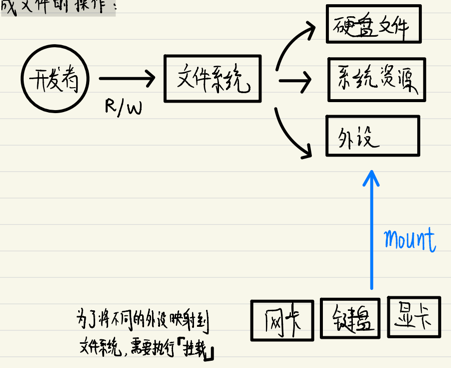 成文件的操作：
硬盘文件
开发者
文件系统
系统资源
R/W
外设
mount
为了将不同的外设映射到
文件系统，需要执行「挂载」
网卡
键盘
显卡